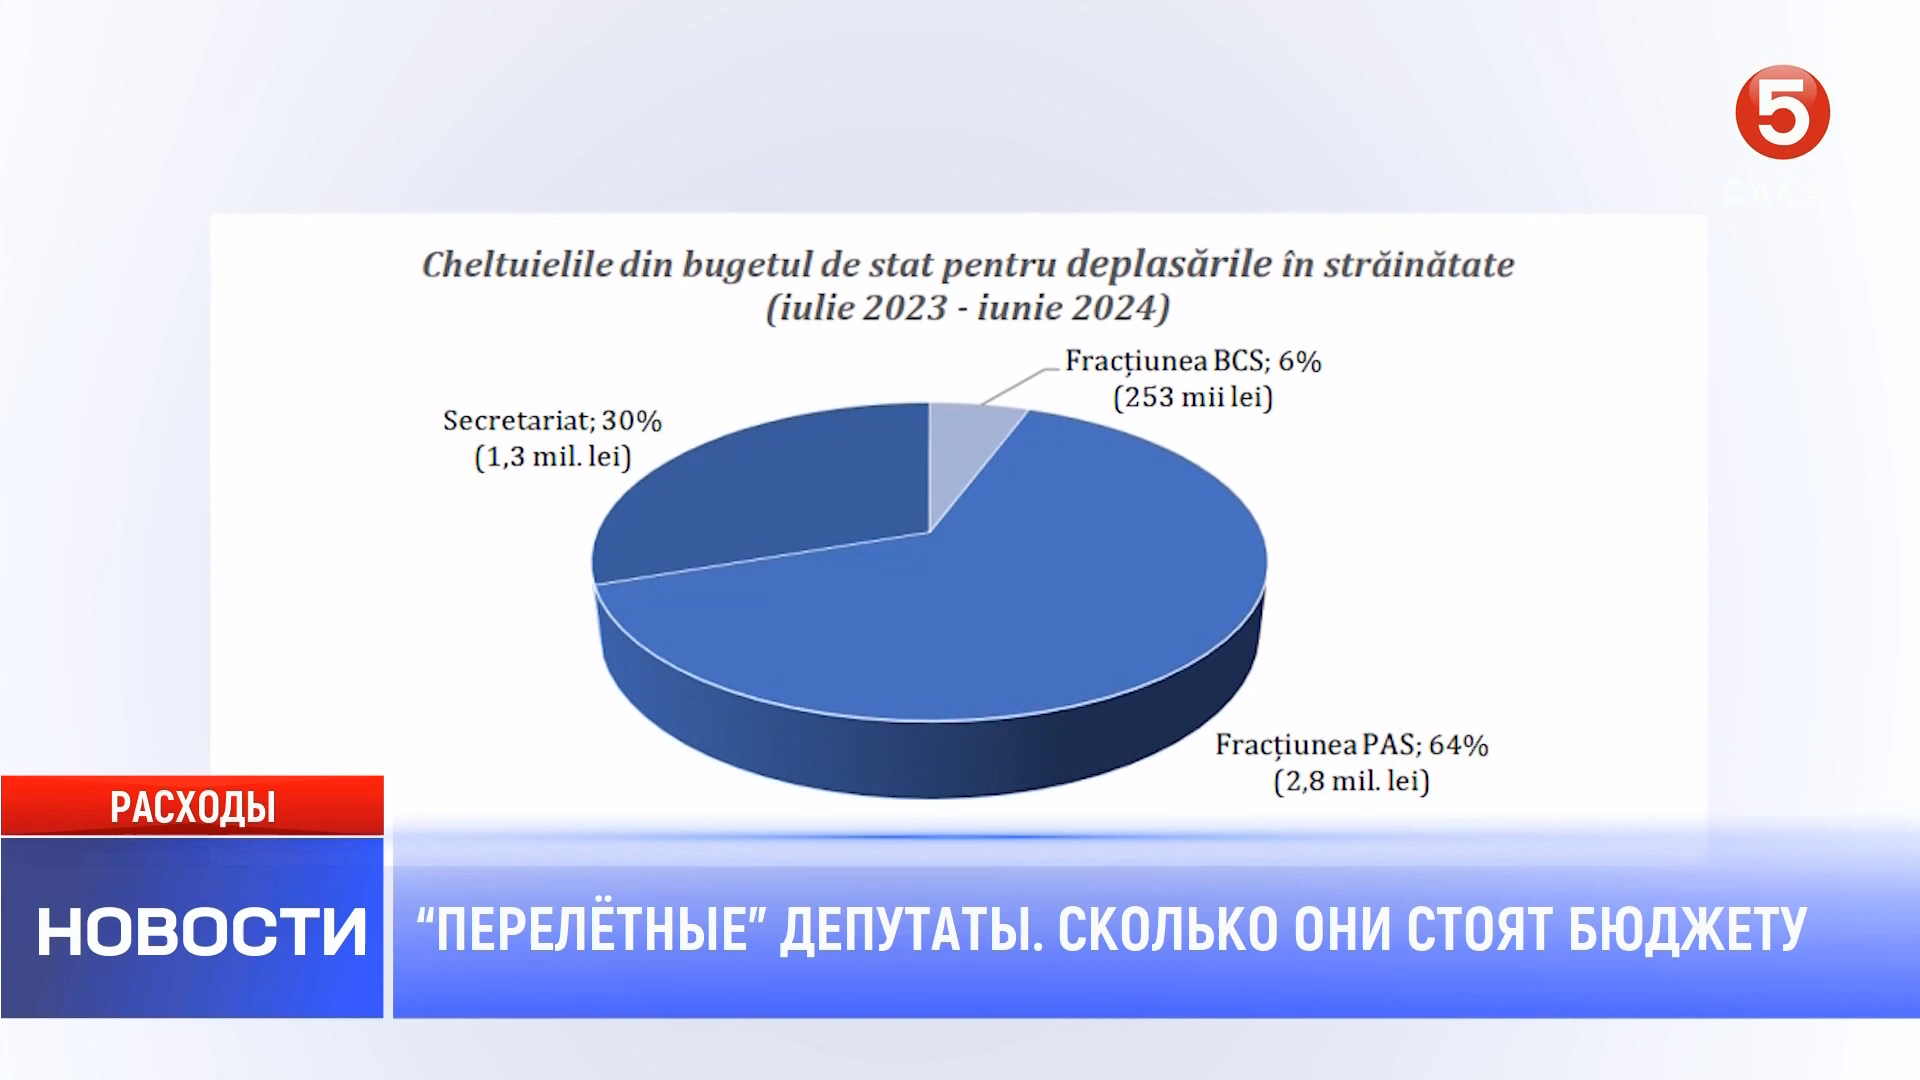 5
Cheltuielile din bugetul de stat pentru deplasările în străinătate
(iulie 2023 - iunie 2024)
Fracțiunea BCS; 6%
(253 mii lei)
Secretariat; 30%
(1,3 mil. lei)
Fracțiunea PAS; 64%
(2,8 mil. lei)
РАСХОДЫ
НОВОСТИ
“ПЕРЕЛЁТНЫЕ” ДЕПУТАТЫ. СКОЛЬКО ОНИ СТОЯТ БЮДЖЕТУ